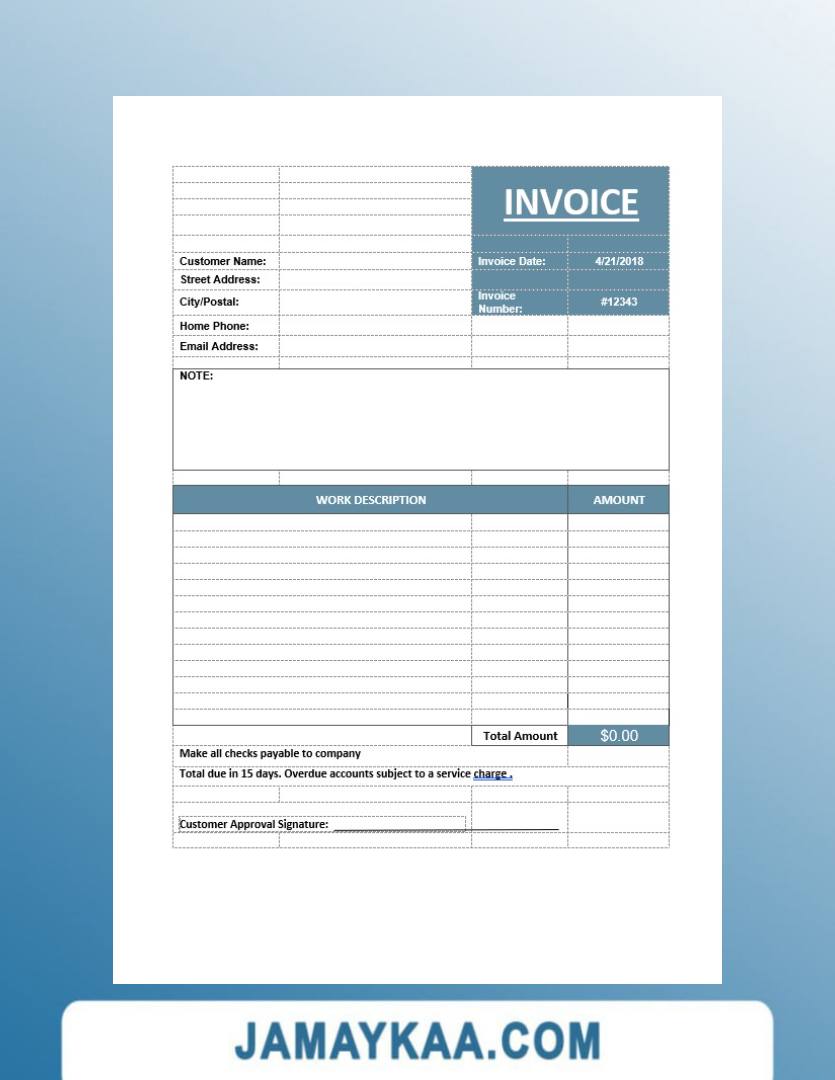 INVOICE
Customer Name:
Invoice Date: 4/21/2018
Street Address:
City/Postal:
Invoice
Number: #12343
Home Phone:
Email Address:
NOTE:
WORK DESCRIPTION AMOUNT
Total Amount $0.00
Make all checks payable to company
Total due in 15 days. Overdue accounts subject to a service charge .
Customer Approval Signature:
JAMAYKAA.COM